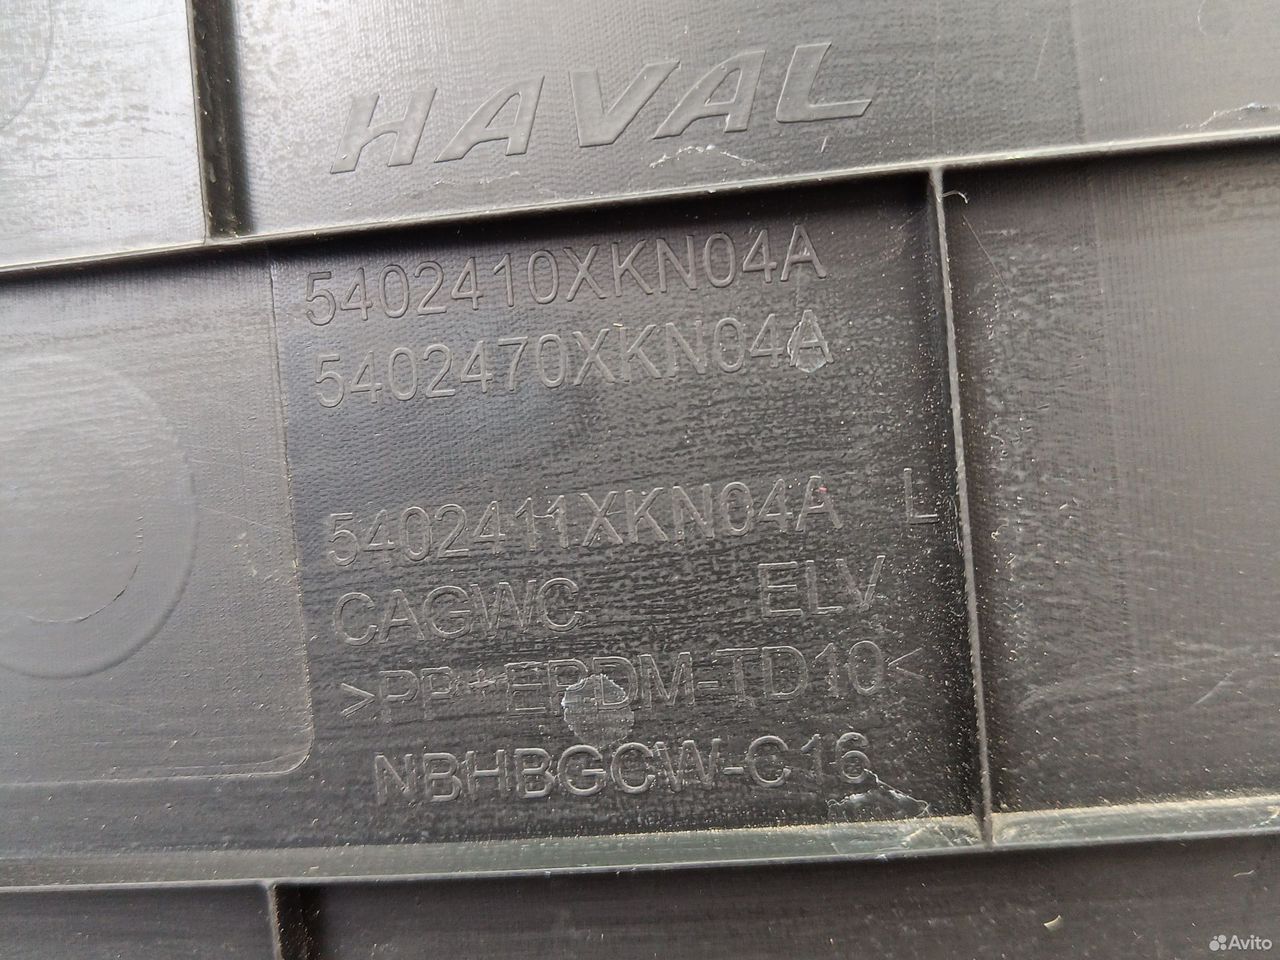 HAVAL
5402410XKN04A
5402470XKN04A
5402411XKN04A L
CAGWC ELV
>PP+EPDM-TD10<
NBHBGCW-C16
Avito